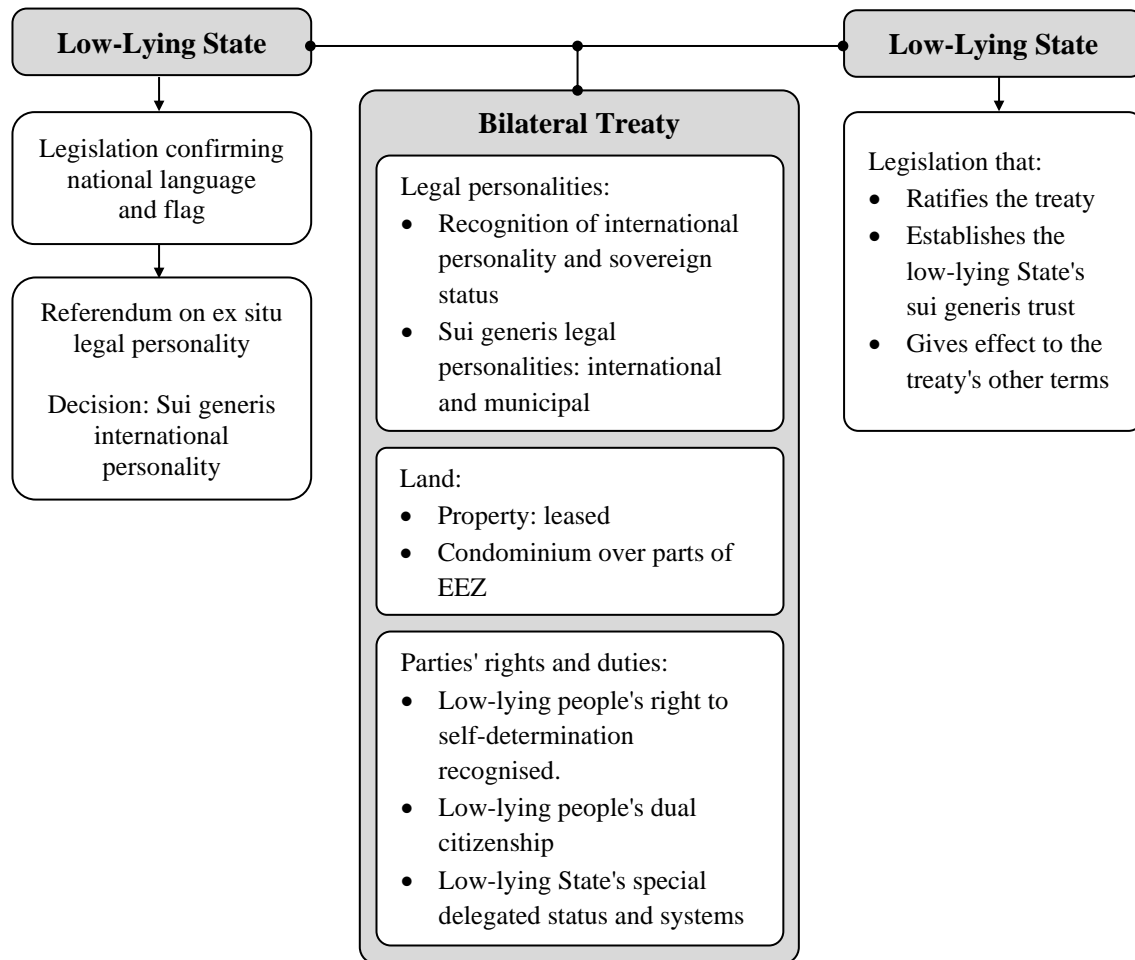 Low-Lying State
Legislation confirming
national language
and flag
Referendum on ex situ
legal personality
Decision: Sui generis
international
personality
Bilateral Treaty
Legal personalities:
• Recognition of international
personality and sovereign
status
• Sui generis legal
personalities: international
and municipal
Land:
• Property: leased
• Condominium over parts of
EEZ
Parties' rights and duties:
• Low-lying people's right to
self-determination
recognised.
• Low-lying people's dual
citizenship
• Low-lying State's special
delegated status and systems
Low-Lying State
Legislation that:
• Ratifies the treaty
• Establishes the
low-lying State's
sui generis trust
• Gives effect to the
treaty's other terms